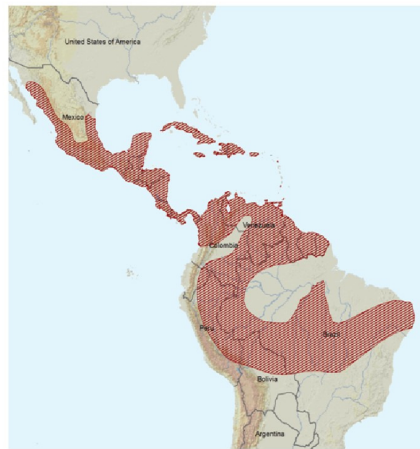 United States of America
Mexico
Venezuela
Colombia
Peru
Brazil
Bolivia
Argentina